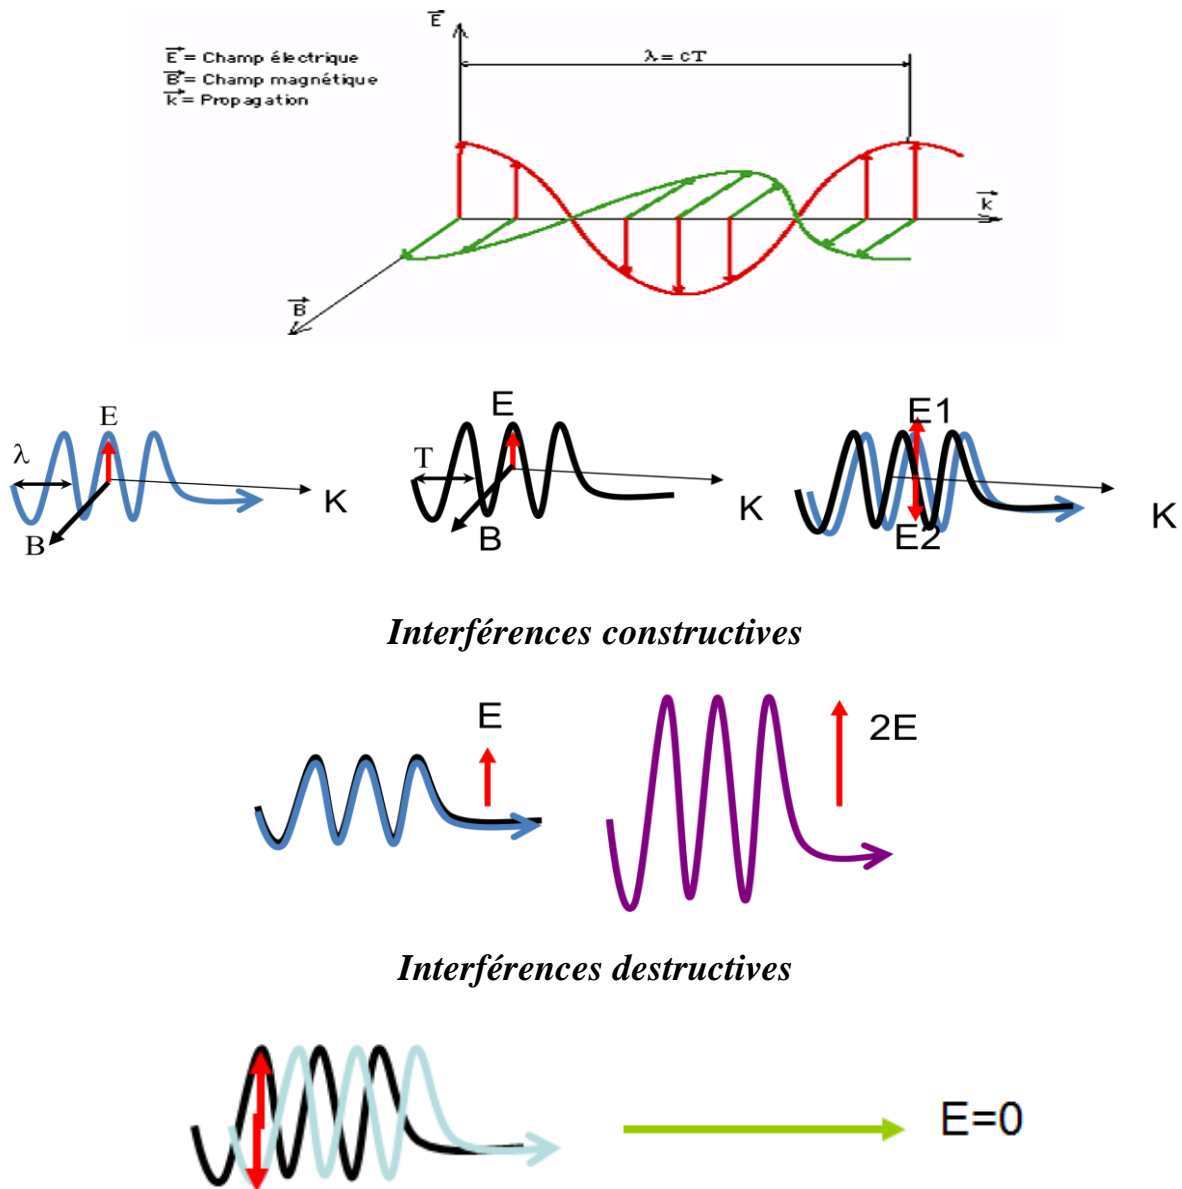 E
E = Champ électrique
B = Champ magnétique
k = Propagation
λ = cT
k
B
E
λ
K
B
E
T
K
B
E1
E2
K
Interférences constructives
E
2E
Interférences destructives
E=0